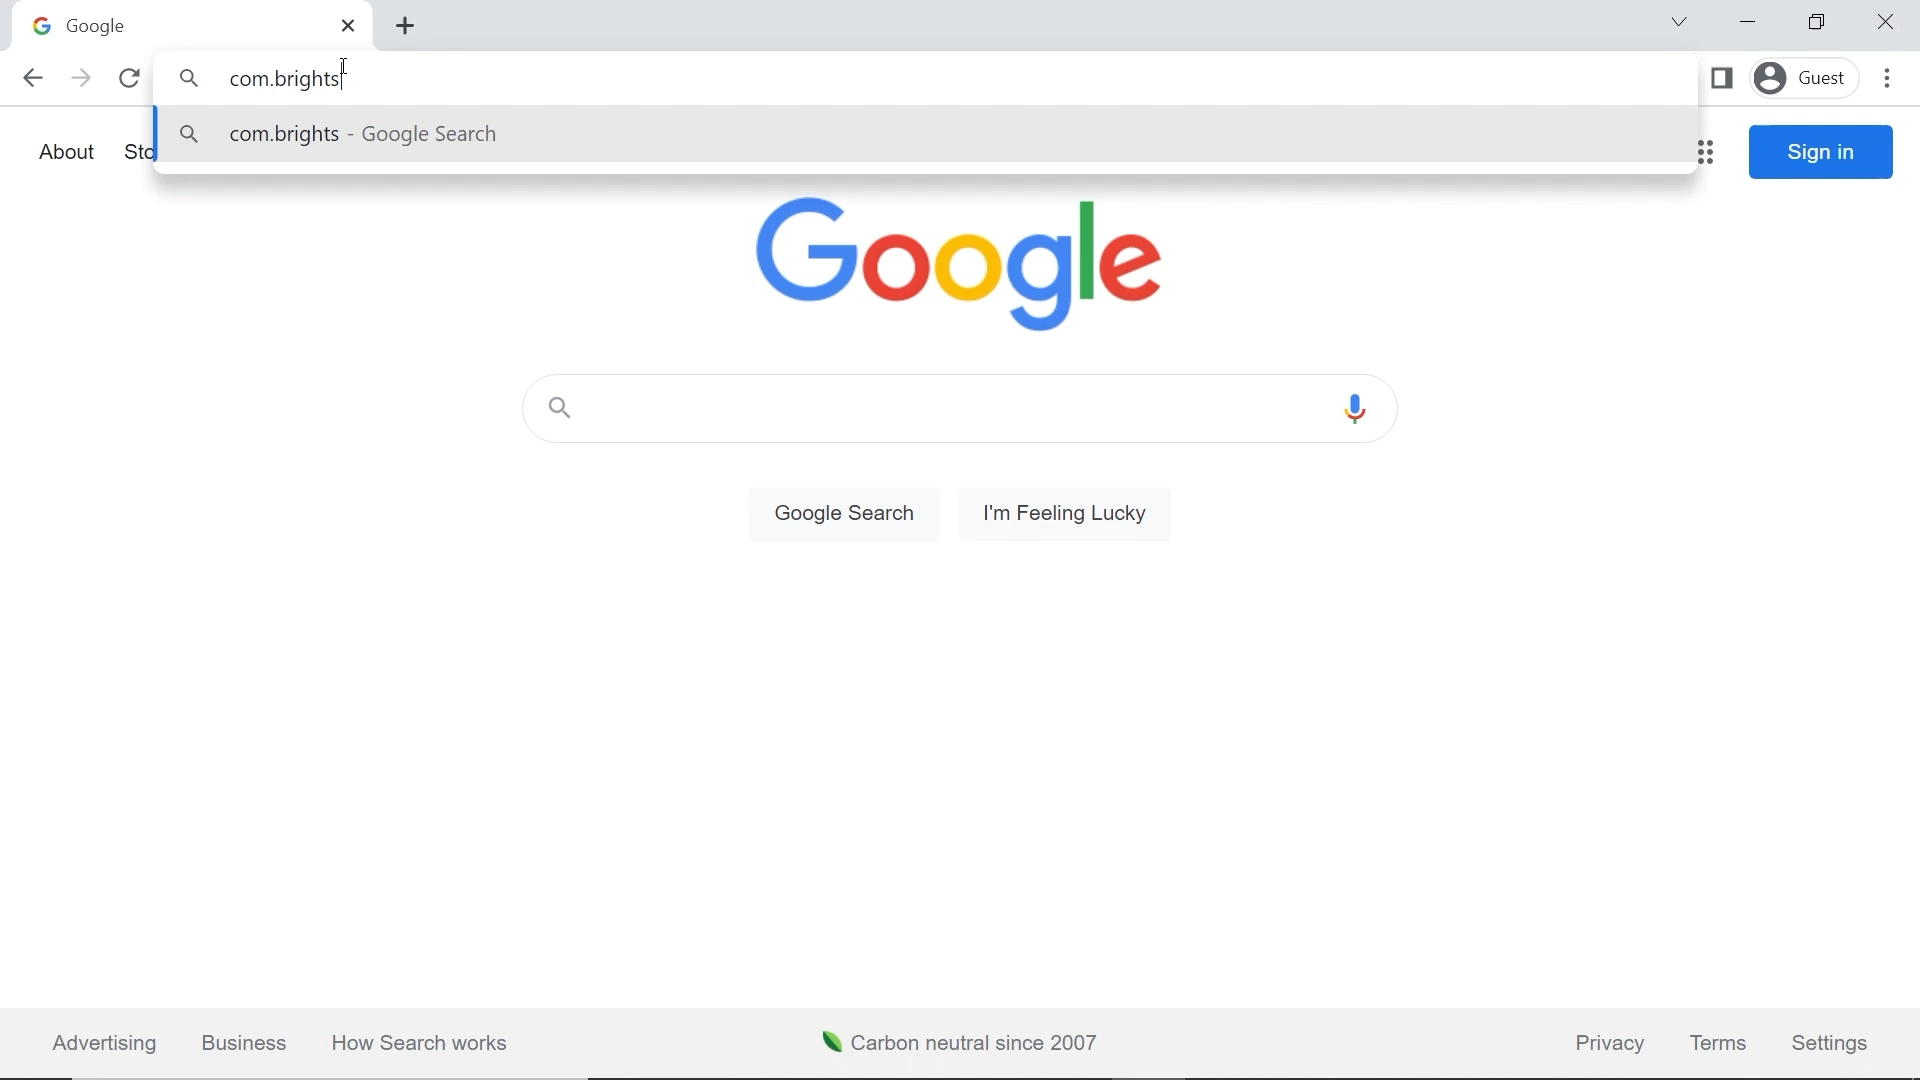 Google
com.brights
Guest
com.brights - Google Search
About Sto
Sign in
Google
Google Search I'm Feeling Lucky
Advertising Business How Search works Carbon neutral since 2007 Privacy Terms Settings